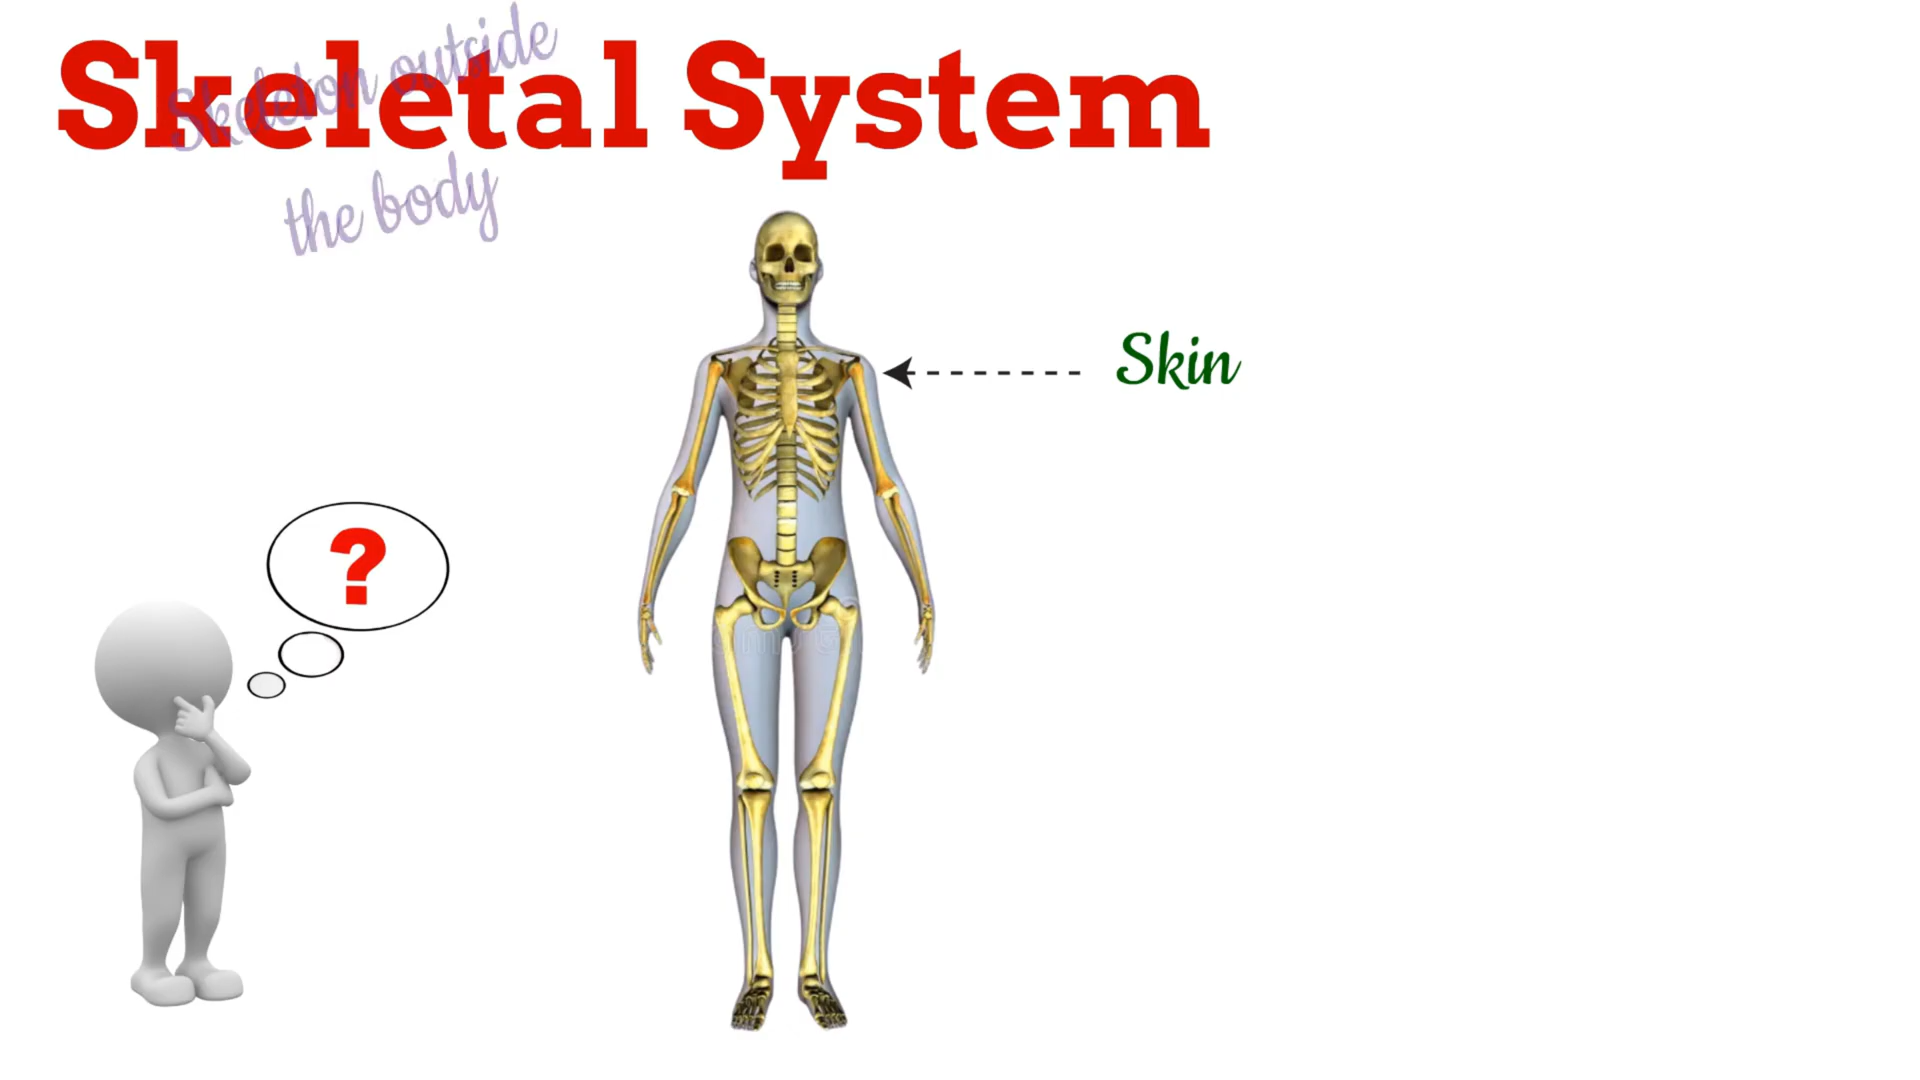 Skeletal System
Skeleton outside
the body
Skin
?